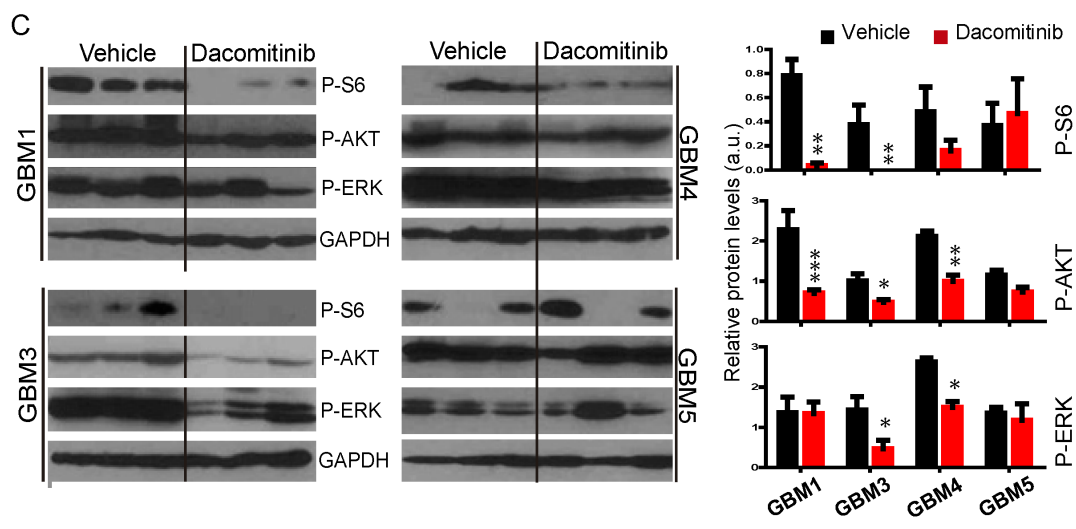 C
Vehicle Dacomitinib
GBM1
P-S6
P-AKT
P-ERK
GAPDH
GBM3
P-S6
P-AKT
P-ERK
GAPDH
Vehicle Dacomitinib
GBM4
GBM5
Vehicle Dacomitinib
Relative protein levels (a.u.)
1.0
0.8
0.6
0.4
0.2
0.0
** **
P-S6
3
2
1
0
*** * **
P-AKT
3
2
1
0
* *
P-ERK
GBM1 GBM3 GBM4 GBM5